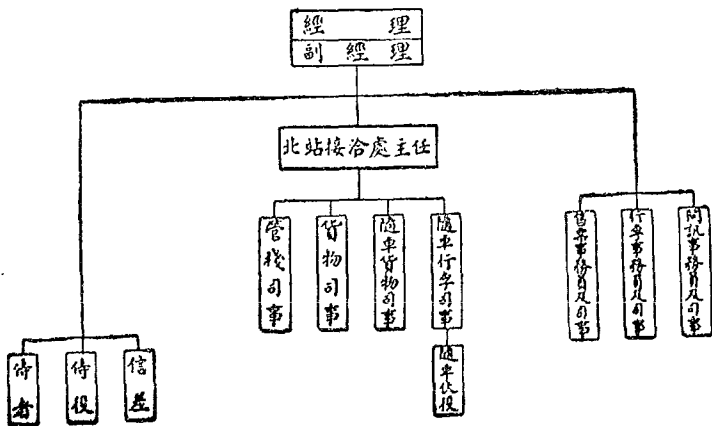 經理
副經理
北站接洽處主任
管棧司事
貨物司事
隨車貨物司事
隨車行李司事
售票事務員及司事
行李事務員及司事
問訊事務員及司事
隨車伕役
侍者
侍役
信差